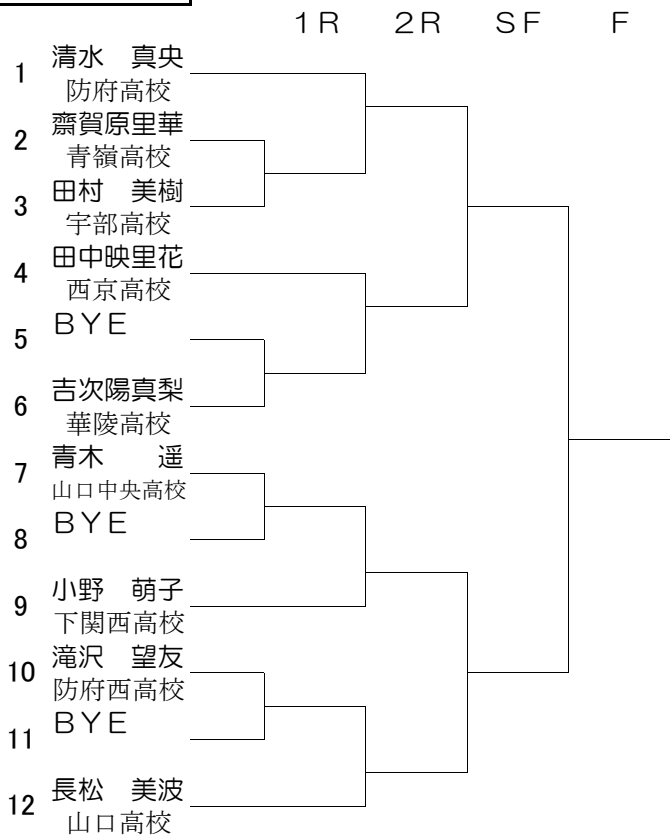 １Ｒ　２Ｒ　ＳＦ　Ｆ
1 清水　真央
防府高校
2 齋賀原里華
青嶺高校
3 田村　美樹
宇部高校
4 田中映里花
西京高校
5 ＢＹＥ
6 吉次陽真梨
華陵高校
7 青木　　遥
山口中央高校
8 ＢＹＥ
9 小野　萌子
下関西高校
10 滝沢　望友
防府西高校
11 ＢＹＥ
12 長松　美波
山口高校